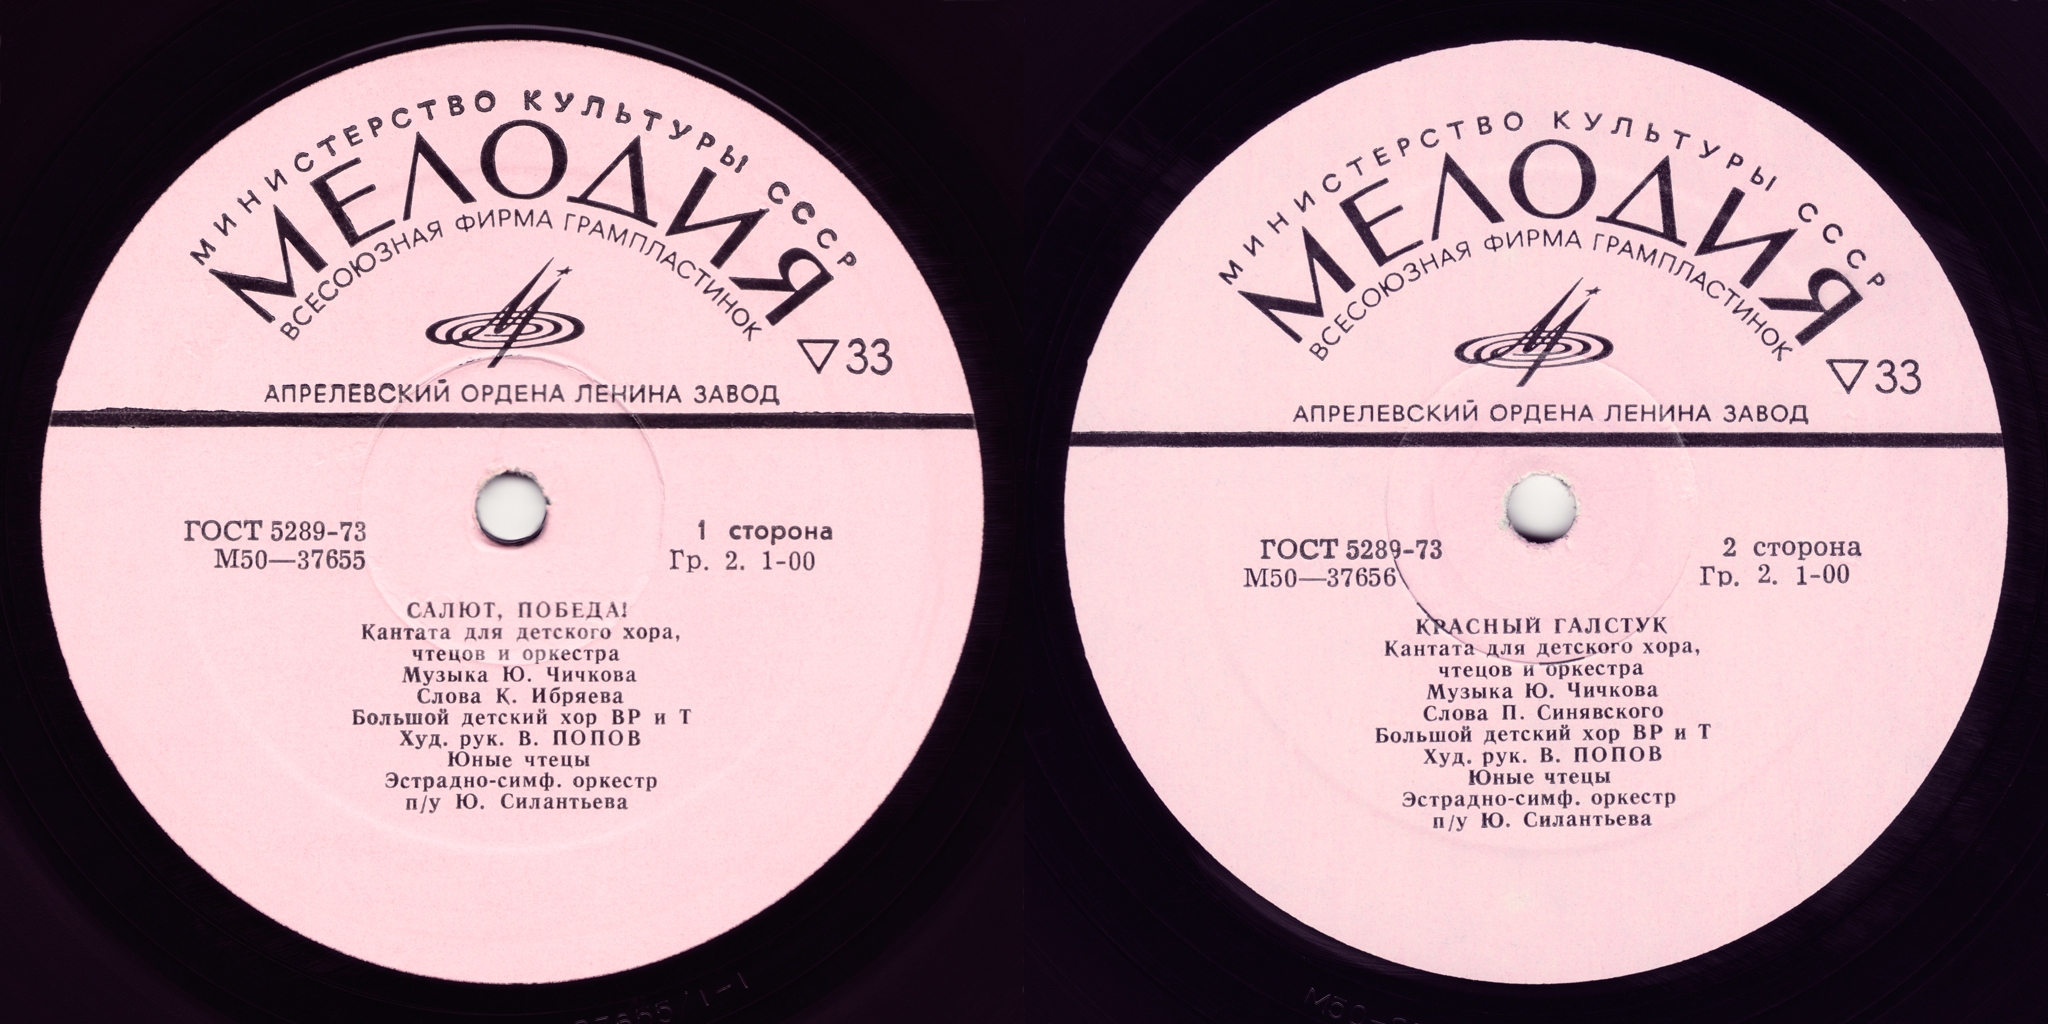 МИНИСТЕРСТВО КУЛЬТУРЫ СССР
МЕЛОДИЯ
ВСЕСОЮЗНАЯ ФИРМА ГРАМПЛАСТИНОК
33
АПРЕЛЕВСКИЙ ОРДЕНА ЛЕНИНА ЗАВОД
ГОСТ 5289-73
М50—37655
1 сторона
Гр. 2. 1-00
САЛЮТ, ПОБЕДА!
Кантата для детского хора,
чтецов и оркестра
Музыка Ю. Чичкова
Слова К. Ибряева
Большой детский хор ВР и Т
Худ. рук. В. ПОПОВ
Юные чтецы
Эстрадно-симф. оркестр
п/у Ю. Силантьева
МИНИСТЕРСТВО КУЛЬТУРЫ СССР
МЕЛОДИЯ
ВСЕСОЮЗНАЯ ФИРМА ГРАМПЛАСТИНОК
33
АПРЕЛЕВСКИЙ ОРДЕНА ЛЕНИНА ЗАВОД
ГОСТ 5289-73
М50—37656
2 сторона
Гр. 2. 1-00
КРАСНЫЙ ГАЛСТУК
Кантата для детского хора,
чтецов и оркестра
Музыка Ю. Чичкова
Слова П. Синявского
Большой детский хор ВР и Т
Худ. рук. В. ПОПОВ
Юные чтецы
Эстрадно-симф. оркестр
п/у Ю. Силантьева